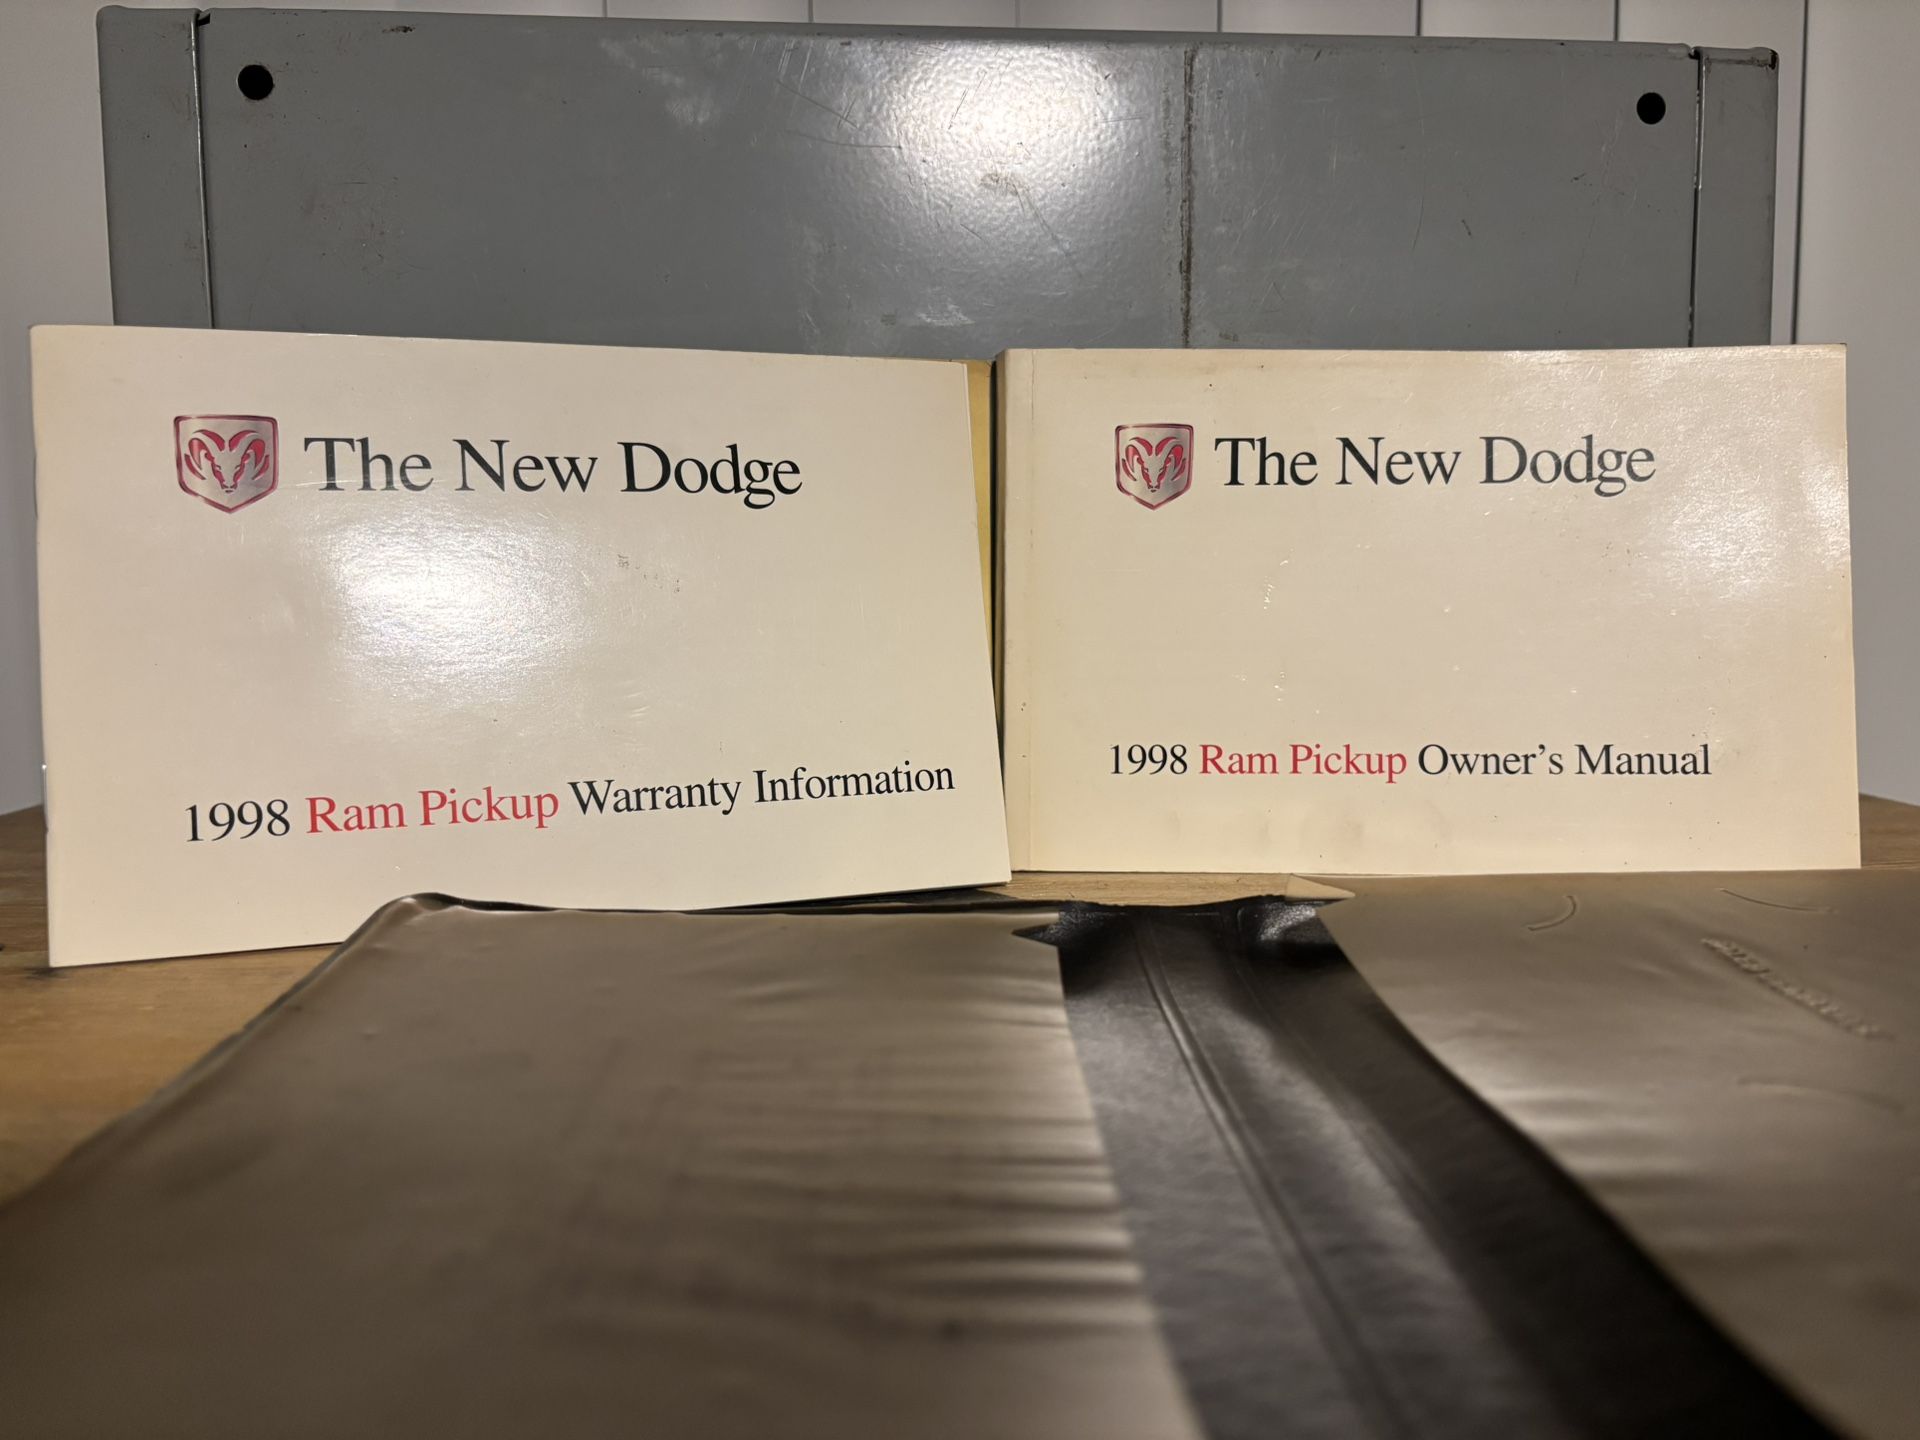 The New Dodge
1998 Ram Pickup Warranty Information
The New Dodge
1998 Ram Pickup Owner's Manual